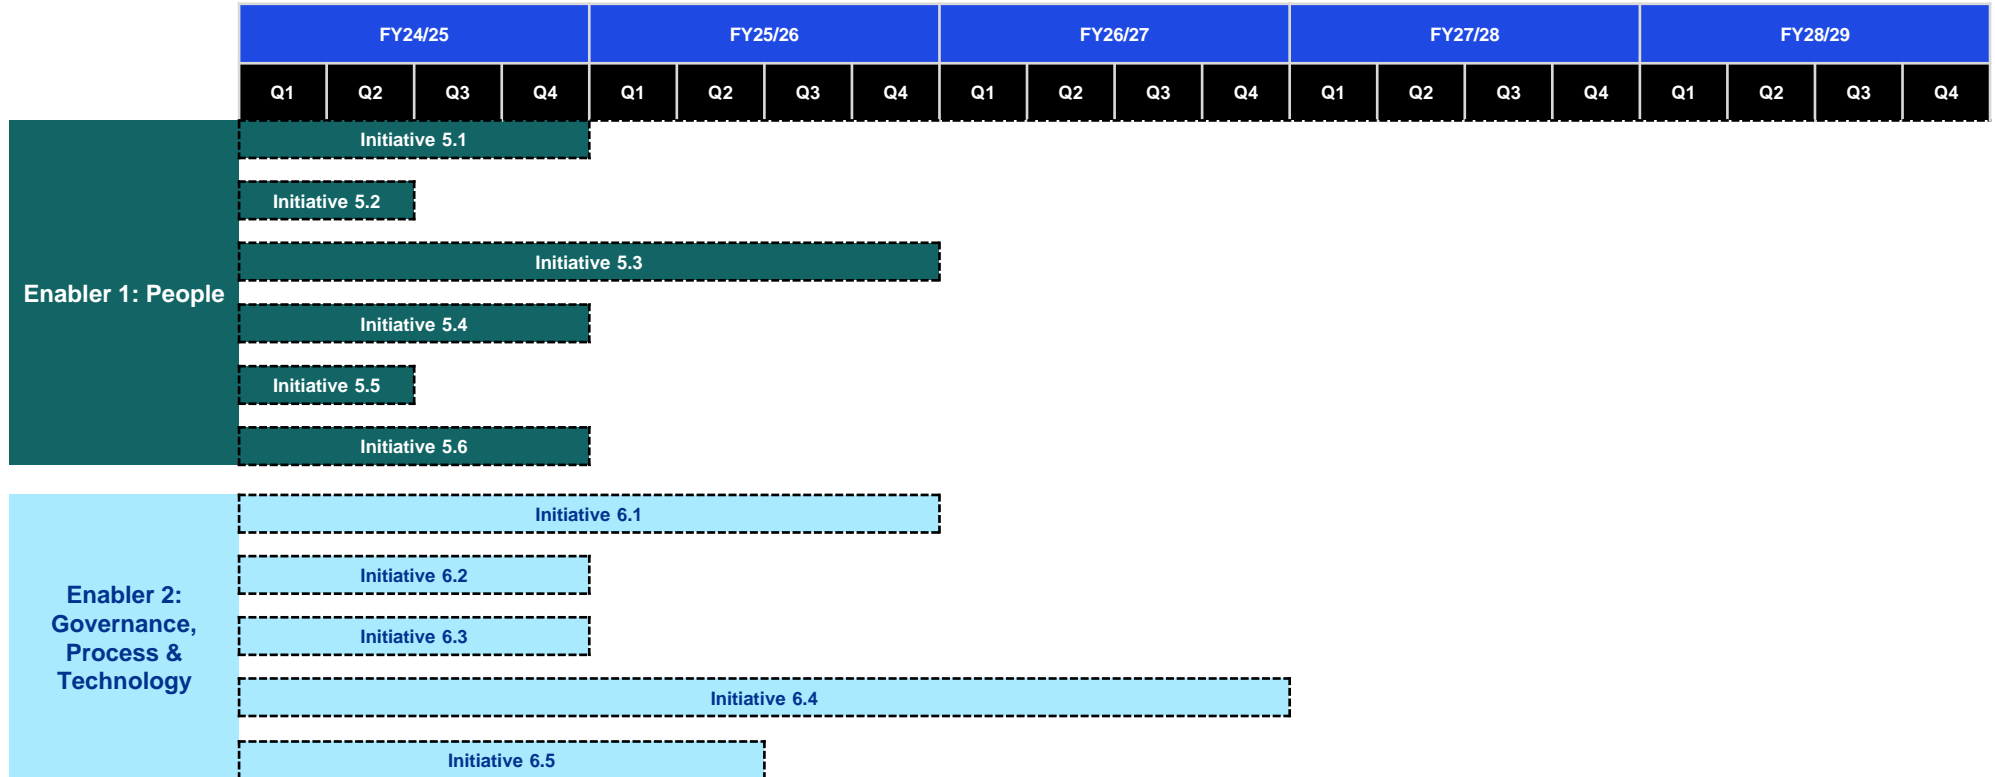 FY24/25 FY25/26 FY26/27 FY27/28 FY28/29
Q1 Q2 Q3 Q4 Q1 Q2 Q3 Q4 Q1 Q2 Q3 Q4 Q1 Q2 Q3 Q4 Q1 Q2 Q3 Q4
Enabler 1: People
Initiative 5.1
Initiative 5.2
Initiative 5.3
Initiative 5.4
Initiative 5.5
Initiative 5.6
Enabler 2:
Governance,
Process &
Technology
Initiative 6.1
Initiative 6.2
Initiative 6.3
Initiative 6.4
Initiative 6.5